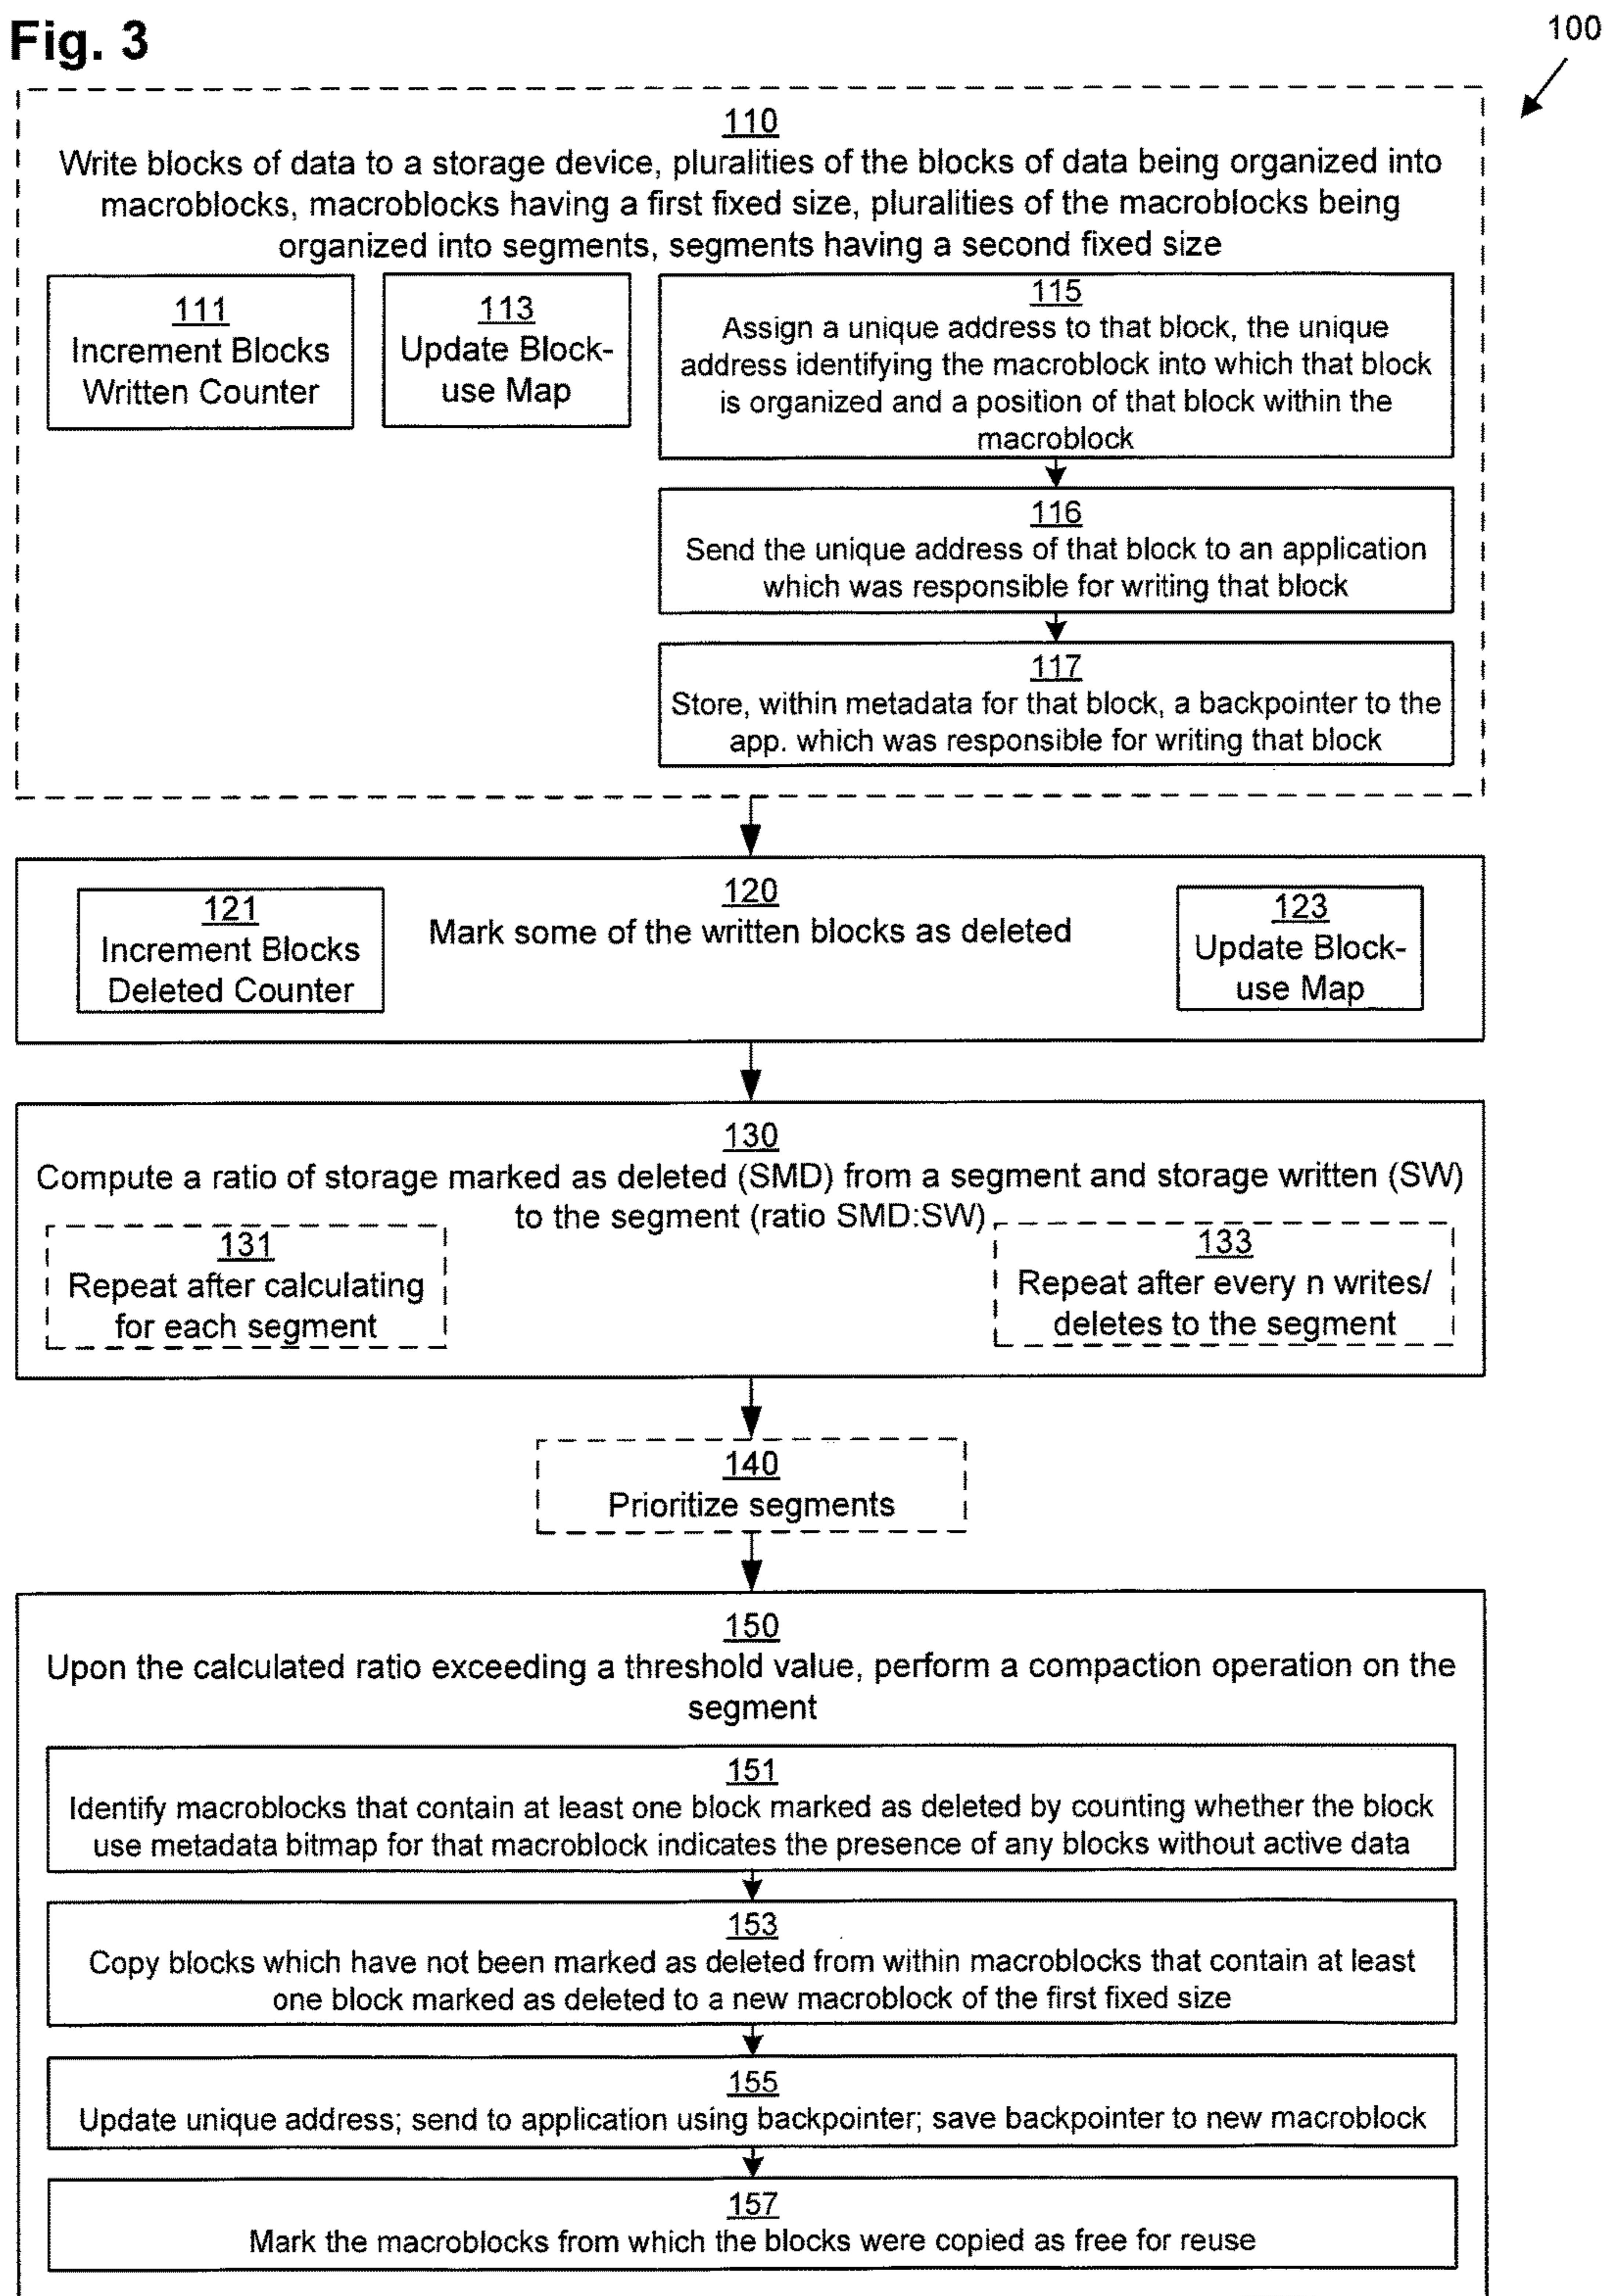 Fig. 3
100
110
Write blocks of data to a storage device, pluralities of the blocks of data being organized into
macroblocks, macroblocks having a first fixed size, pluralities of the macroblocks being
organized into segments, segments having a second fixed size
111
Increment Blocks
Written Counter
113
Update Block-
use Map
115
Assign a unique address to that block, the unique
address identifying the macroblock into which that block
is organized and a position of that block within the
macroblock
116
Send the unique address of that block to an application
which was responsible for writing that block
117
Store, within metadata for that block, a backpointer to the
app. which was responsible for writing that block
120
Mark some of the written blocks as deleted
121
Increment Blocks
Deleted Counter
123
Update Block-
use Map
130
Compute a ratio of storage marked as deleted (SMD) from a segment and storage written (SW)
to the segment (ratio SMD:SW)
131
Repeat after calculating
for each segment
133
Repeat after every n writes/
deletes to the segment
140
Prioritize segments
150
Upon the calculated ratio exceeding a threshold value, perform a compaction operation on the
segment
151
Identify macroblocks that contain at least one block marked as deleted by counting whether the block
use metadata bitmap for that macroblock indicates the presence of any blocks without active data
153
Copy blocks which have not been marked as deleted from within macroblocks that contain at least
one block marked as deleted to a new macroblock of the first fixed size
155
Update unique address; send to application using backpointer; save backpointer to new macroblock
157
Mark the macroblocks from which the blocks were copied as free for reuse